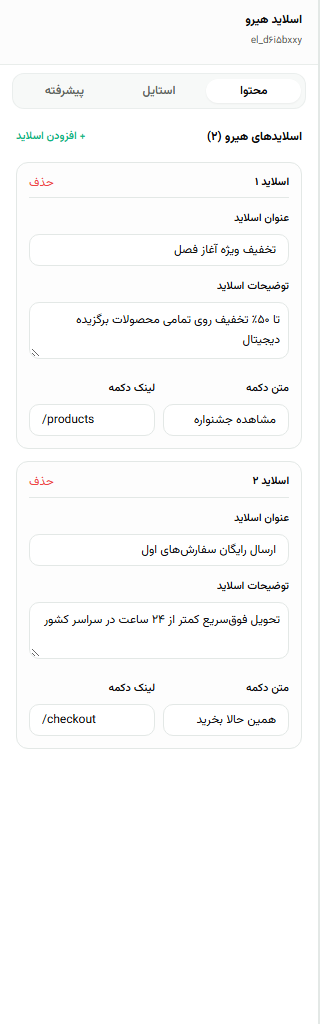 اسلاید هیرو
el_d۶i۵bxxy
محتوا
استایل
پیشرفته
اسلایدهای هیرو (۲)
+ افزودن اسلاید
اسلاید ۱
حذف
عنوان اسلاید
تخفیف ویژه آغاز فصل
توضیحات اسلاید
تا ۵۰٪ تخفیف روی تمامی محصولات برگزیده
دیجیتال
متن دکمه
لینک دکمه
مشاهده جشنواره
/products
اسلاید ۲
حذف
عنوان اسلاید
ارسال رایگان سفارش‌های اول
توضیحات اسلاید
تحویل فوق‌سریع کمتر از ۲۴ ساعت در سراسر کشور
متن دکمه
لینک دکمه
همین حالا بخرید
/checkout